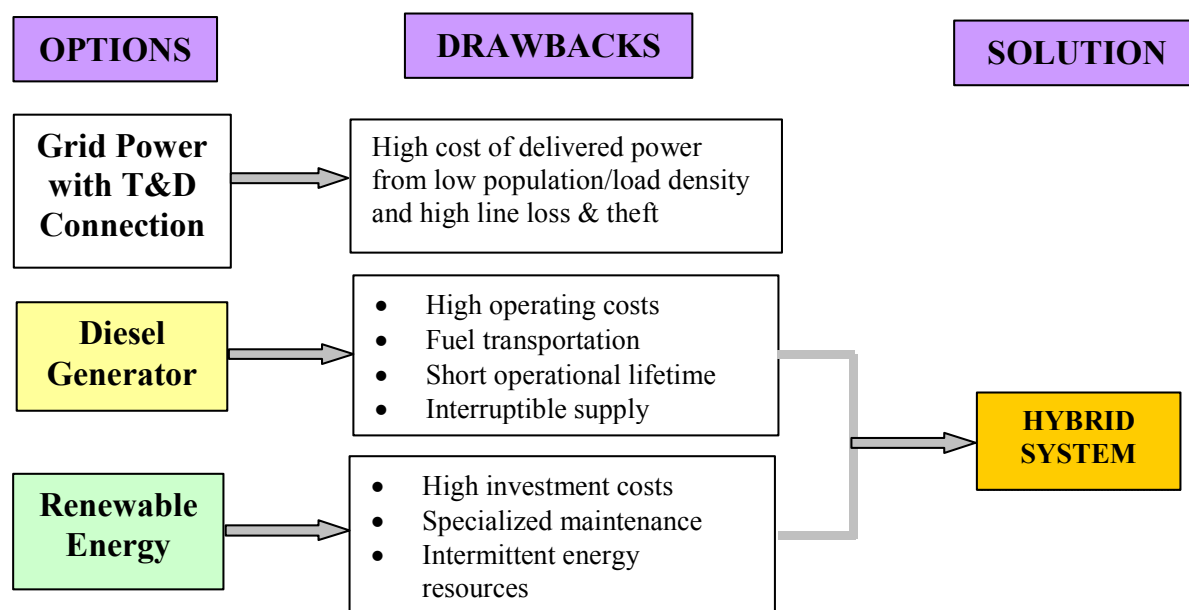 OPTIONS
DRAWBACKS
SOLUTION
Grid Power
with T&D
Connection
High cost of delivered power
from low population/load density
and high line loss & theft
Diesel
Generator
• High operating costs
• Fuel transportation
• Short operational lifetime
• Interruptible supply
HYBRID
SYSTEM
Renewable
Energy
• High investment costs
• Specialized maintenance
• Intermittent energy
resources